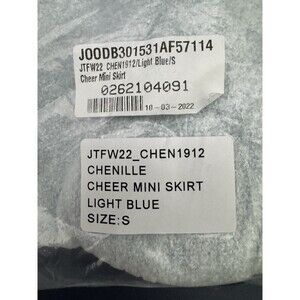 JOODB301531AF57114
JTFW22 CHEN1912/Light Blue/S
Cheer Mini Skirt
0262104091
10-03-2022
JTFW22_CHEN1912
CHENILLE
CHEER MINI SKIRT
LIGHT BLUE
SIZE:S